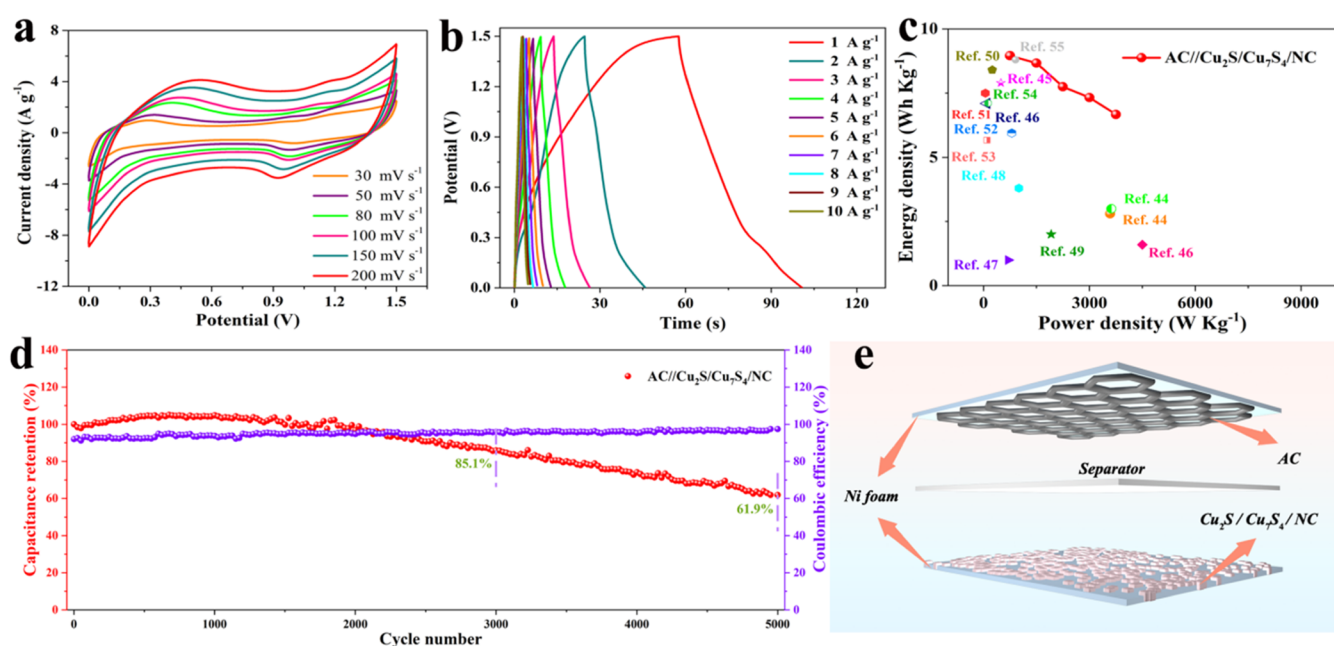 a
Current density (A g⁻¹)
8
4
0
-4
-8
-12
0.0 0.3 0.6 0.9 1.2 1.5
Potential (V)
30 mV s⁻¹
50 mV s⁻¹
80 mV s⁻¹
100 mV s⁻¹
150 mV s⁻¹
200 mV s⁻¹
b
Potential (V)
1.5
1.2
0.9
0.6
0.3
0.0
0 30 60 90 120
Time (s)
1 A g⁻¹
2 A g⁻¹
3 A g⁻¹
4 A g⁻¹
5 A g⁻¹
6 A g⁻¹
7 A g⁻¹
8 A g⁻¹
9 A g⁻¹
10 A g⁻¹
c
Energy density (Wh Kg⁻¹)
10
5
0
0 3000 6000 9000
Power density (W Kg⁻¹)
AC//Cu₂S/Cu₇S₄/NC
Ref. 55
Ref. 50
Ref. 45
Ref. 54
Ref. 51
Ref. 46
Ref. 52
Ref. 53
Ref. 48
Ref. 44
Ref. 44
Ref. 49
Ref. 46
Ref. 47
d
Capacitance retention (%)
140
120
100
80
60
40
20
0
0 1000 2000 3000 4000 5000
Cycle number
AC//Cu₂S/Cu₇S₄/NC
85.1%
61.9%
140
120
100
80
60
40
20
0
Coulombic efficiency (%)
e
AC
Separator
Ni foam
Cu₂S / Cu₇S₄ / NC